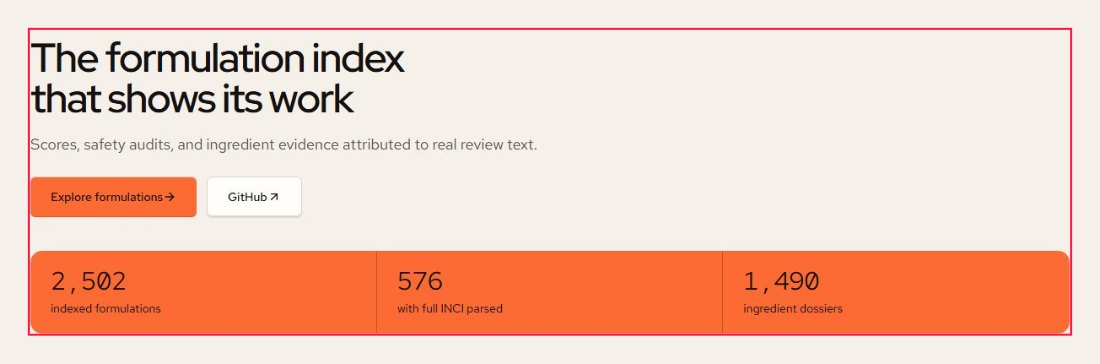 The formulation index
that shows its work
Scores, safety audits, and ingredient evidence attributed to real review text.
Explore formulations→
GitHub ↗
2,502
indexed formulations
576
with full INCI parsed
1,490
ingredient dossiers